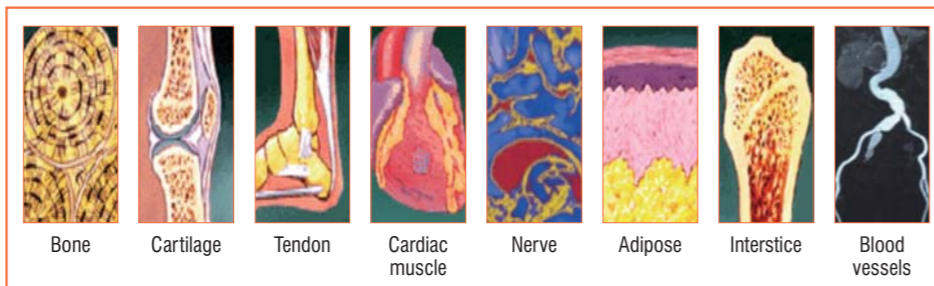 Bone
Cartilage
Tendon
Cardiac
muscle
Nerve
Adipose
Interstice
Blood
vessels